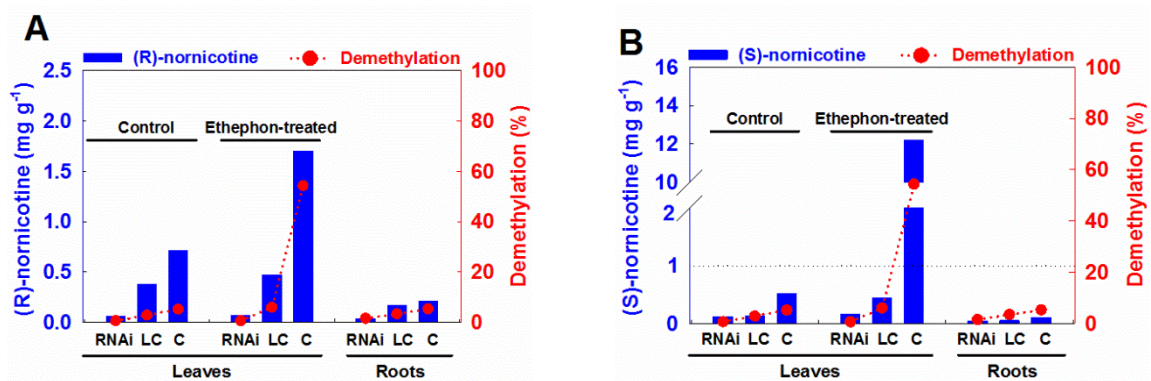 A
(R)-nornicotine
Demethylation
(R)-nornicotine (mg g⁻¹)
2.5
2.0
1.5
1.0
0.5
0.0
Control
Ethephon-treated
100
80
60
40
20
0
Demethylation (%)
RNAi LC C RNAi LC C RNAi LC C
Leaves Roots
B
(S)-nornicotine
Demethylation
(S)-nornicotine (mg g⁻¹)
16
14
12
10
2
1
0
Control
Ethephon-treated
100
80
60
40
20
0
Demethylation (%)
RNAi LC C RNAi LC C RNAi LC C
Leaves Roots